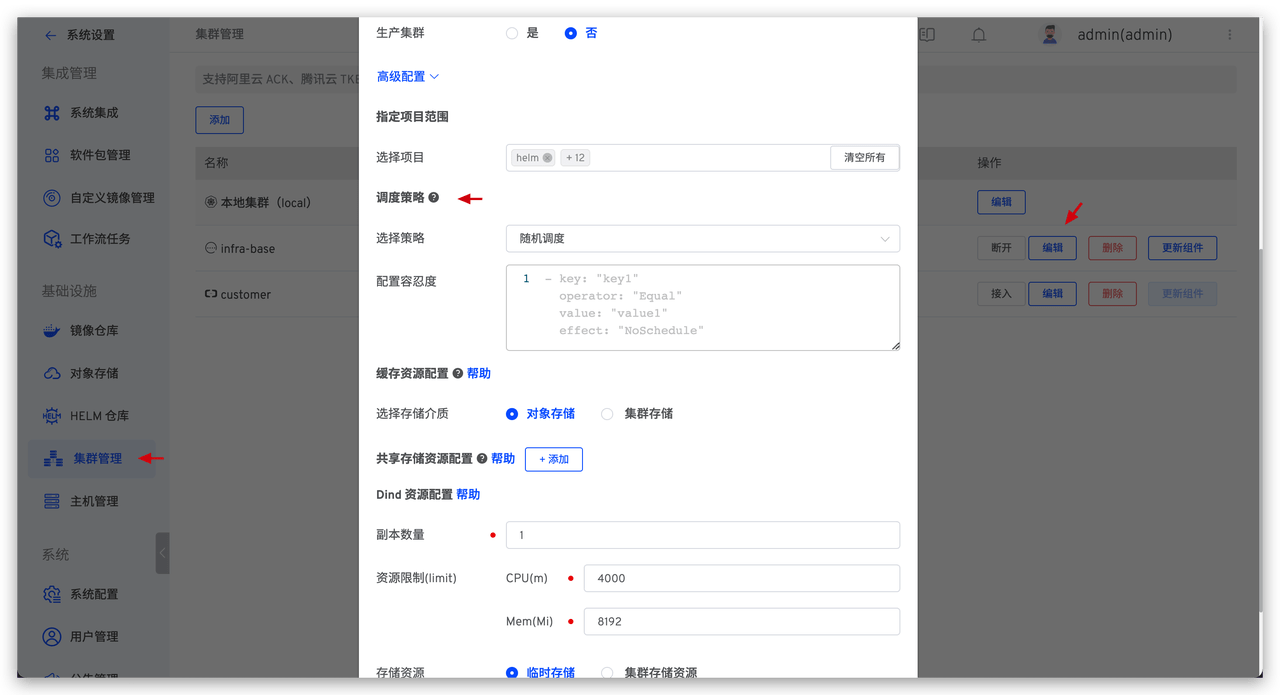 系统设置
集成管理
系统集成
软件包管理
自定义镜像管理
工作流任务
基础设施
镜像仓库
对象存储
HELM 仓库
集群管理
主机管理
系统
系统配置
用户管理
集群管理
admin(admin)
支持阿里云 ACK、腾讯云 TKE
添加
名称
操作
本地集群（local）
编辑
infra-base
断开 编辑 删除 更新组件
customer
接入 编辑 删除 更新组件
生产集群 是 否
高级配置
指定项目范围
选择项目 helm + 12 清空所有
调度策略 ?
选择策略 随机调度
配置容忍度
1 - key: "key1"
operator: "Equal"
value: "value1"
effect: "NoSchedule"
缓存资源配置 ? 帮助
选择存储介质 对象存储 集群存储
共享存储资源配置 ? 帮助 + 添加
Dind 资源配置 帮助
副本数量 1
资源限制(limit) CPU(m) 4000
Mem(Mi) 8192
存储资源 临时存储 集群存储资源